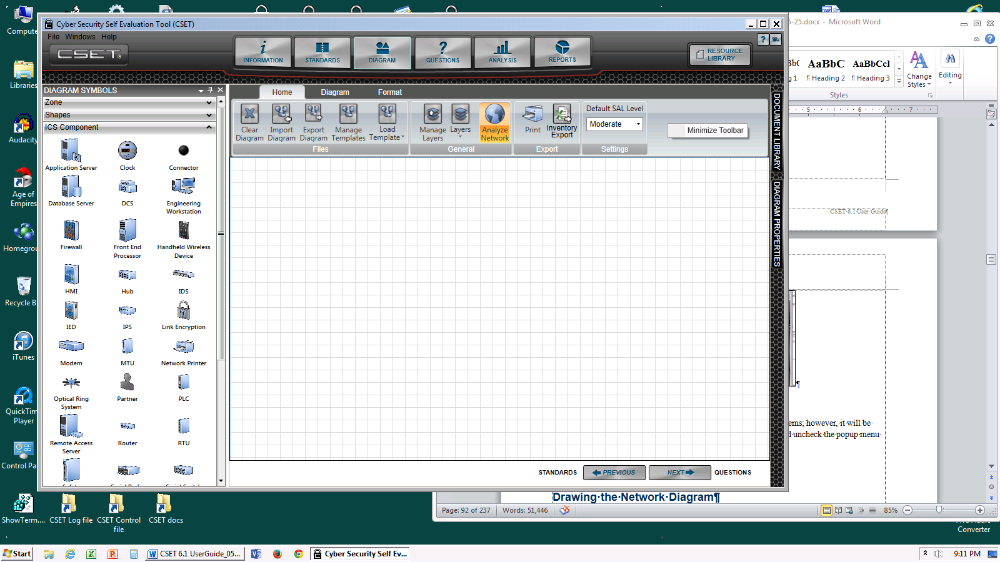 Cyber Security Self Evaluation Tool (CSET)
File Windows Help
CSET
INFORMATION
STANDARDS
DIAGRAM
QUESTIONS
ANALYSIS
REPORTS
RESOURCE
LIBRARY
DIAGRAM SYMBOLS
Zone
Shapes
ICS Component
Application Server
Clock
Connector
Database Server
DCS
Engineering
Workstation
Firewall
Front End
Processor
Handheld Wireless
Device
HMI
Hub
IDS
IED
IPS
Link Encryption
Modem
MTU
Network Printer
Optical Ring
System
Partner
PLC
Remote Access
Server
Router
RTU
Home Diagram Format
Clear
Diagram
Import
Diagram
Export
Diagram
Manage
Templates
Load
Template
Files
Manage
Layers
Layers
Analyze
Network
General
Print
Inventory
Export
Export
Default SAL Level
Moderate
Settings
Minimize Toolbar
DOCUMENT LIBRARY
DIAGRAM PROPERTIES
STANDARDS
PREVIOUS
NEXT
QUESTIONS
5-25.docx - Microsoft Word
AaBbC AaBbCcI
g 1 ¶ Heading 2 ¶ Heading 3
Change
Styles
Editing
Styles
5 6 7
CSET·6.1·User Guide¶
¶
ems; however, it will be
d uncheck the popup menu
Drawing·the·Network·Diagram¶
Page: 92 of 237 Words: 51,446
85%
Compute
Libraries
Audacity
Age of
Empires
Homegrou
Recycle B
iTunes
QuickTim
Player
Control Pa
ShowTerm....
CSET Log file
CSET Control
file
CSET docs
Converter
Start
CSET 6.1 UserGuide_05...
Cyber Security Self Ev...
9:11 PM